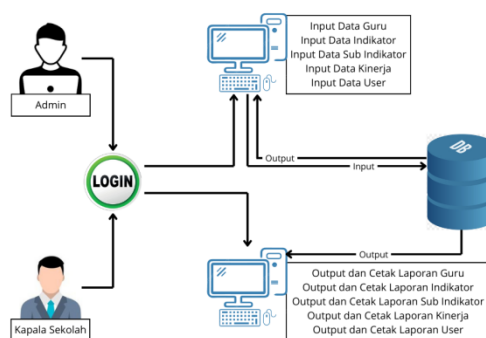 Admin
Input Data Guru
Input Data Indikator
Input Data Sub Indikator
Input Data Kinerja
Input Data User
LOGIN
Output
Input
DB
Kapala Sekolah
Output
Output dan Cetak Laporan Guru
Output dan Cetak Laporan Indikator
Output dan Cetak Laporan Sub Indikator
Output dan Cetak Laporan Kinerja
Output dan Cetak Laporan User